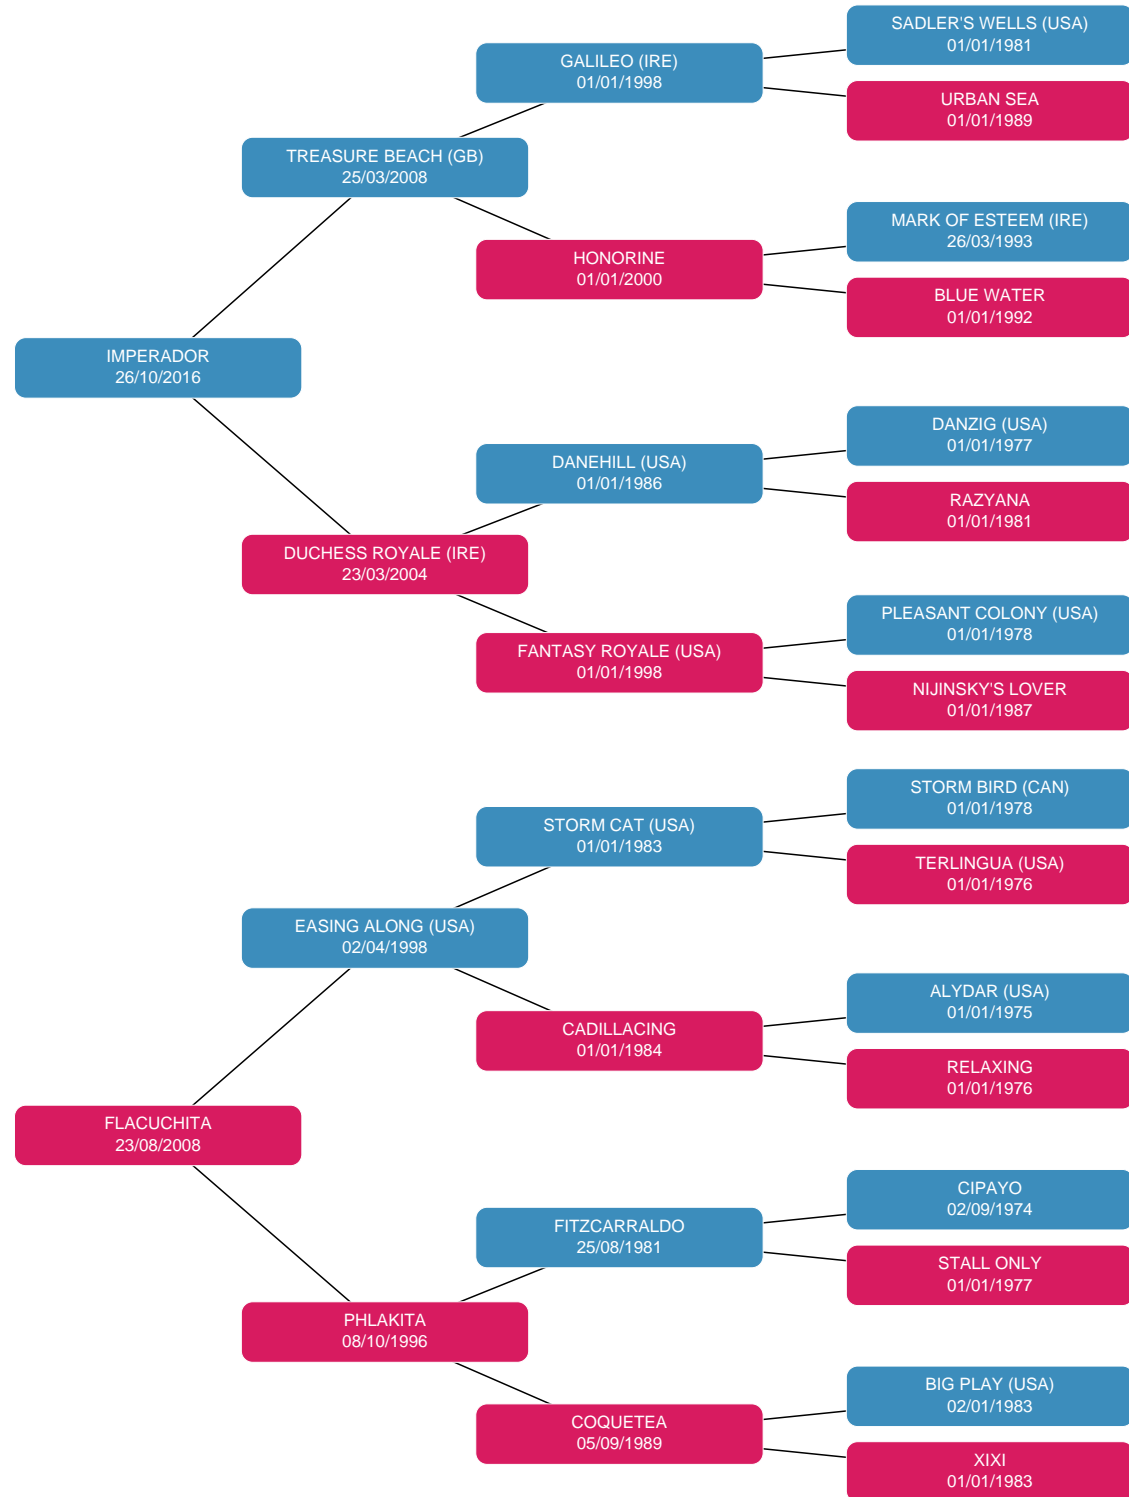 SADLER'S WELLS (USA)
01/01/1981
GALILEO (IRE)
01/01/1998
URBAN SEA
01/01/1989
TREASURE BEACH (GB)
25/03/2008
MARK OF ESTEEM (IRE)
26/03/1993
HONORINE
01/01/2000
BLUE WATER
01/01/1992
IMPERADOR
26/10/2016
DANZIG (USA)
01/01/1977
DANEHILL (USA)
01/01/1986
RAZYANA
01/01/1981
DUCHESS ROYALE (IRE)
23/03/2004
PLEASANT COLONY (USA)
01/01/1978
FANTASY ROYALE (USA)
01/01/1998
NIJINSKY'S LOVER
01/01/1987
STORM BIRD (CAN)
01/01/1978
STORM CAT (USA)
01/01/1983
TERLINGUA (USA)
01/01/1976
EASING ALONG (USA)
02/04/1998
ALYDAR (USA)
01/01/1975
CADILLACING
01/01/1984
RELAXING
01/01/1976
FLACUCHITA
23/08/2008
CIPAYO
02/09/1974
FITZCARRALDO
25/08/1981
STALL ONLY
01/01/1977
PHLAKITA
08/10/1996
BIG PLAY (USA)
02/01/1983
COQUETEA
05/09/1989
XIXI
01/01/1983